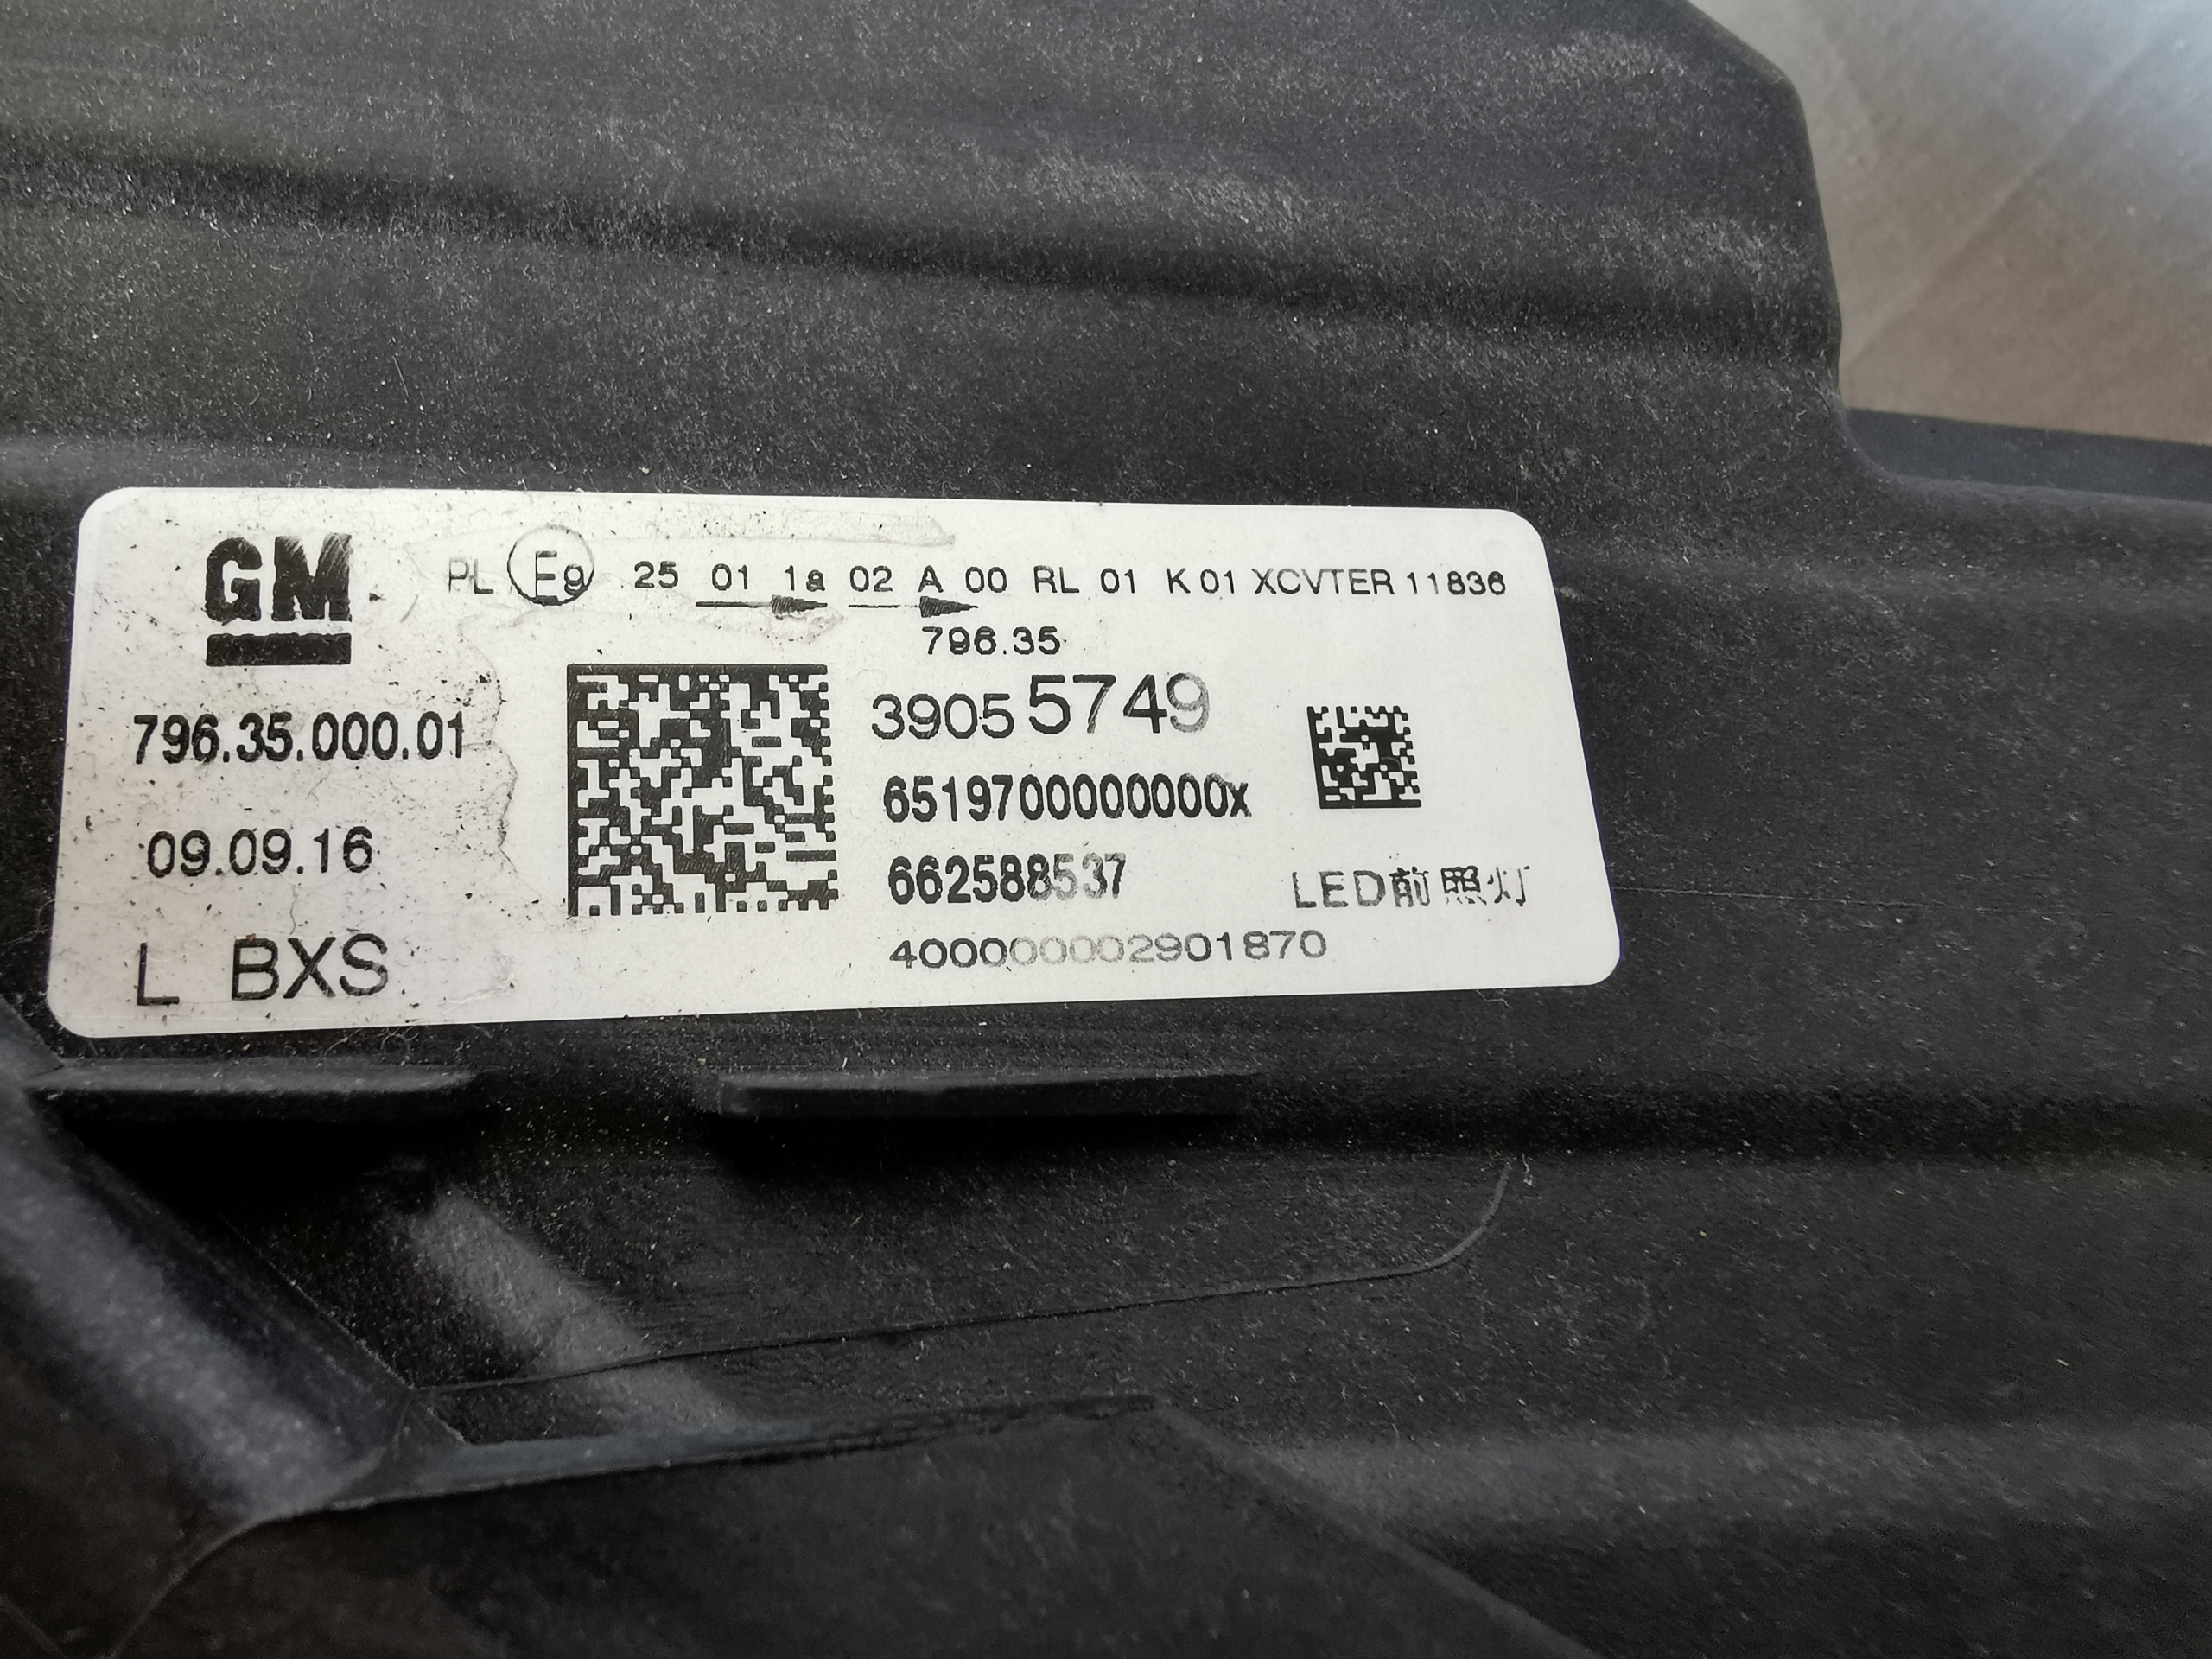 GM
PL E9 25 01 1a 02 A 00 RL 01 K 01 XCVTER 11836
796.35
796.35.000.01
09.09.16
L BXS
39055749
6519700000000x
662588537
400000002901870
LED前照灯